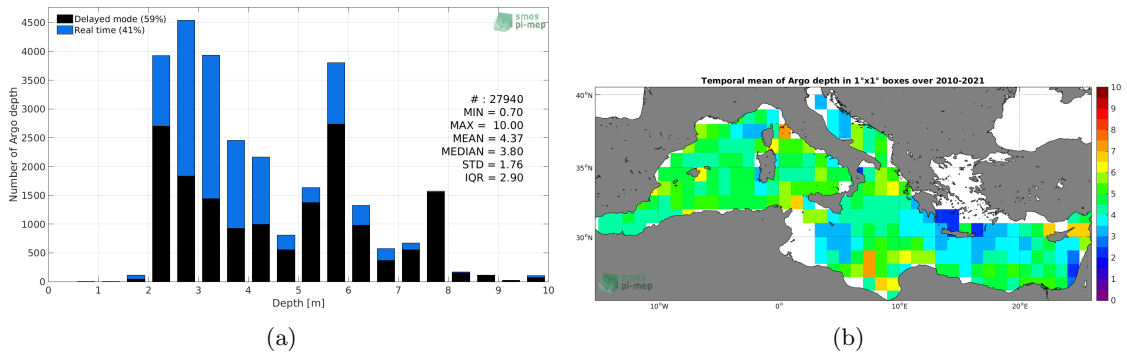 Delayed mode (59%)
Real time (41%)
smos
pi-mep
4500
4000
3500
3000
2500
2000
1500
1000
500
0
Number of Argo depth
# : 27940
MIN = 0.70
MAX = 10.00
MEAN = 4.37
MEDIAN = 3.80
STD = 1.76
IQR = 2.90
0 1 2 3 4 5 6 7 8 9 10
Depth [m]
(a)
Temporal mean of Argo depth in 1°x1° boxes over 2010-2021
40°N
35°N
30°N
10°W 0° 10°E 20°E
smos
pi-mep
10
9
8
7
6
5
4
3
2
1
0
(b)